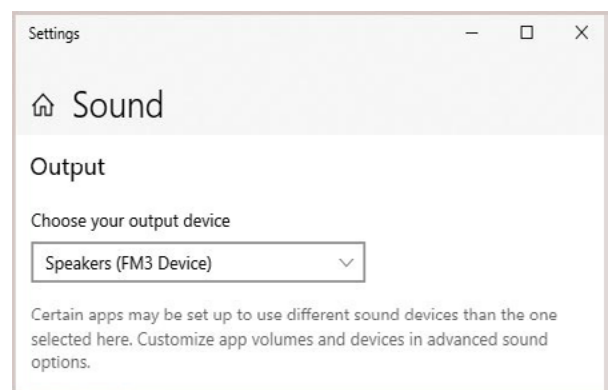 Settings
Sound
Output
Choose your output device
Speakers (FM3 Device)
Certain apps may be set up to use different sound devices than the one
selected here. Customize app volumes and devices in advanced sound
options.